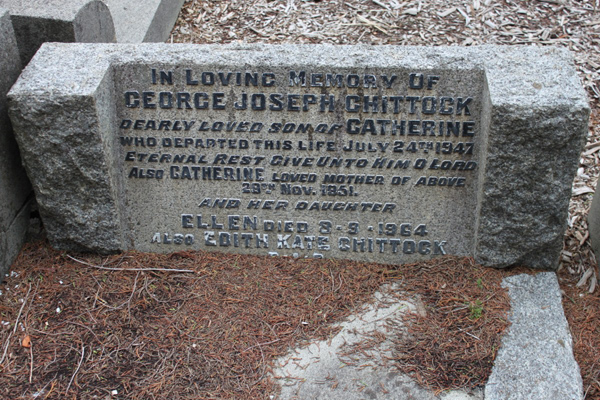 IN LOVING MEMORY OF
GEORGE JOSEPH CHITTOCK
DEARLY LOVED SON OF CATHERINE
WHO DEPARTED THIS LIFE JULY 24TH 1947
ETERNAL REST GIVE UNTO HIM O LORD
ALSO CATHERINE LOVED MOTHER OF ABOVE
29TH NOV. 1951.
AND HER DAUGHTER
ELLEN DIED 3-9-1964
ALSO EDITH KATE CHITTOCK